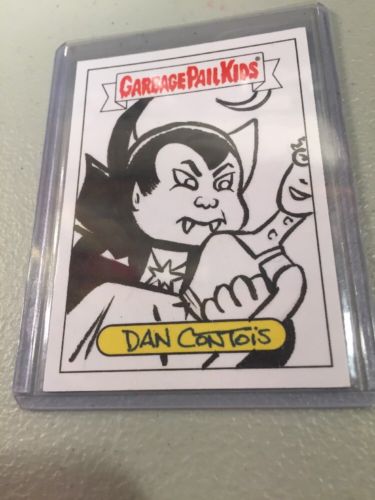 GARBAGE PAIL KIDS®
DAN CONTOIS